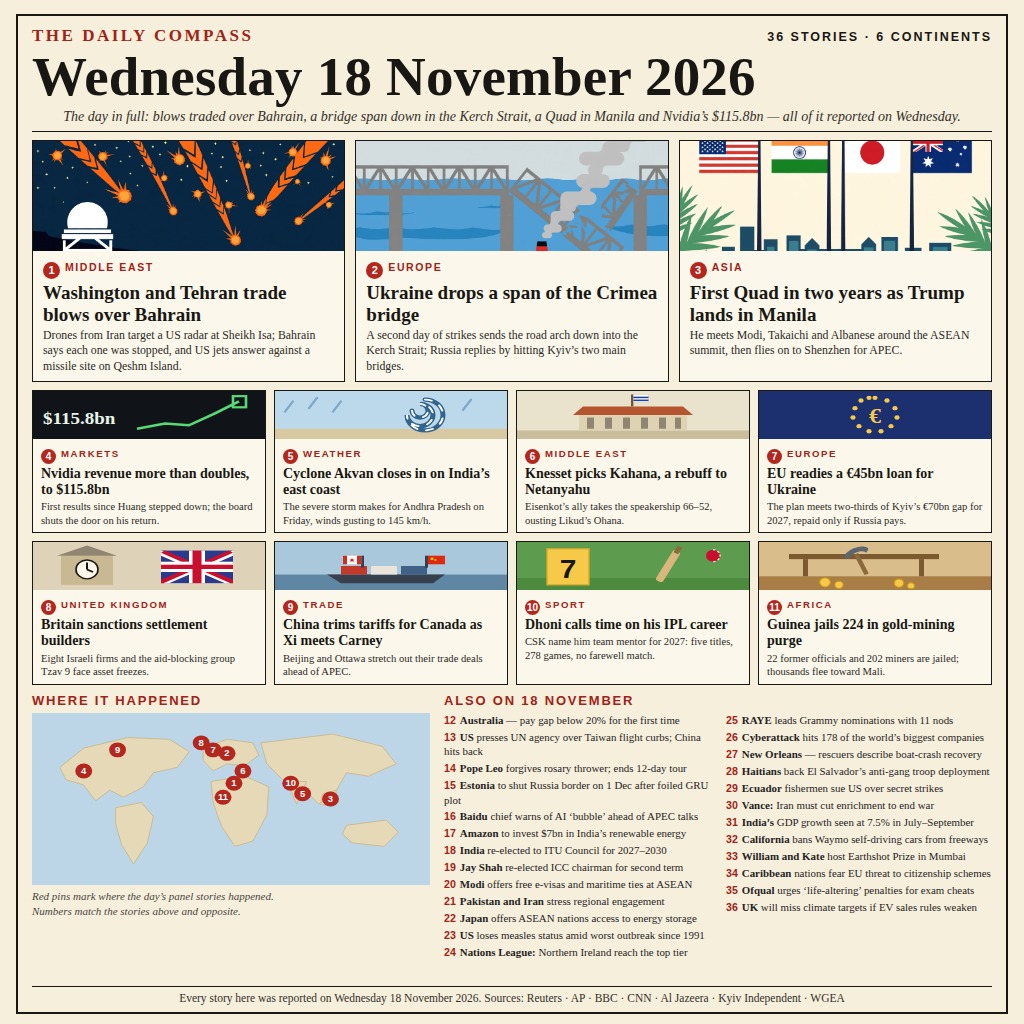 THE DAILY COMPASS
36 STORIES · 6 CONTINENTS
Wednesday 18 November 2026
The day in full: blows traded over Bahrain, a bridge span down in the Kerch Strait, a Quad in Manila and Nvidia’s $115.8bn — all of it reported on Wednesday.
1 MIDDLE EAST
Washington and Tehran trade
blows over Bahrain
Drones from Iran target a US radar at Sheikh Isa; Bahrain
says each one was stopped, and US jets answer against a
missile site on Qeshm Island.
2 EUROPE
Ukraine drops a span of the Crimea
bridge
A second day of strikes sends the road arch down into the
Kerch Strait; Russia replies by hitting Kyiv’s two main
bridges.
3 ASIA
First Quad in two years as Trump
lands in Manila
He meets Modi, Takaichi and Albanese around the ASEAN
summit, then flies on to Shenzhen for APEC.
$115.8bn
4 MARKETS
Nvidia revenue more than doubles,
to $115.8bn
First results since Huang stepped down; the board
shuts the door on his return.
5 WEATHER
Cyclone Akvan closes in on India’s
east coast
The severe storm makes for Andhra Pradesh on
Friday, winds gusting to 145 km/h.
6 MIDDLE EAST
Knesset picks Kahana, a rebuff to
Netanyahu
Eisenkot’s ally takes the speakership 66–52,
ousting Likud’s Ohana.
€
7 EUROPE
EU readies a €45bn loan for
Ukraine
The plan meets two-thirds of Kyiv’s €70bn gap for
2027, repaid only if Russia pays.
8 UNITED KINGDOM
Britain sanctions settlement
builders
Eight Israeli firms and the aid-blocking group
Tzav 9 face asset freezes.
9 TRADE
China trims tariffs for Canada as
Xi meets Carney
Beijing and Ottawa stretch out their trade deals
ahead of APEC.
7
10 SPORT
Dhoni calls time on his IPL career
CSK name him team mentor for 2027: five titles,
278 games, no farewell match.
11 AFRICA
Guinea jails 224 in gold-mining
purge
22 former officials and 202 miners are jailed;
thousands flee toward Mali.
WHERE IT HAPPENED
9
8
7
2
4
6
1
10
11
5
3
Red pins mark where the day’s panel stories happened.
Numbers match the stories above and opposite.
ALSO ON 18 NOVEMBER
12 Australia — pay gap below 20% for the first time
13 US presses UN agency over Taiwan flight curbs; China
hits back
14 Pope Leo forgives rosary thrower; ends 12-day tour
15 Estonia to shut Russia border on 1 Dec after foiled GRU
plot
16 Baidu chief warns of AI ‘bubble’ ahead of APEC talks
17 Amazon to invest $7bn in India’s renewable energy
18 India re-elected to ITU Council for 2027–2030
19 Jay Shah re-elected ICC chairman for second term
20 Modi offers free e-visas and maritime ties at ASEAN
21 Pakistan and Iran stress regional engagement
22 Japan offers ASEAN nations access to energy storage
23 US loses measles status amid worst outbreak since 1991
24 Nations League: Northern Ireland reach the top tier
25 RAYE leads Grammy nominations with 11 nods
26 Cyberattack hits 178 of the world’s biggest companies
27 New Orleans — rescuers describe boat-crash recovery
28 Haitians back El Salvador’s anti-gang troop deployment
29 Ecuador fishermen sue US over secret strikes
30 Vance: Iran must cut enrichment to end war
31 India’s GDP growth seen at 7.5% in July–September
32 California bans Waymo self-driving cars from freeways
33 William and Kate host Earthshot Prize in Mumbai
34 Caribbean nations fear EU threat to citizenship schemes
35 Ofqual urges ‘life-altering’ penalties for exam cheats
36 UK will miss climate targets if EV sales rules weaken
Every story here was reported on Wednesday 18 November 2026. Sources: Reuters · AP · BBC · CNN · Al Jazeera · Kyiv Independent · WGEA